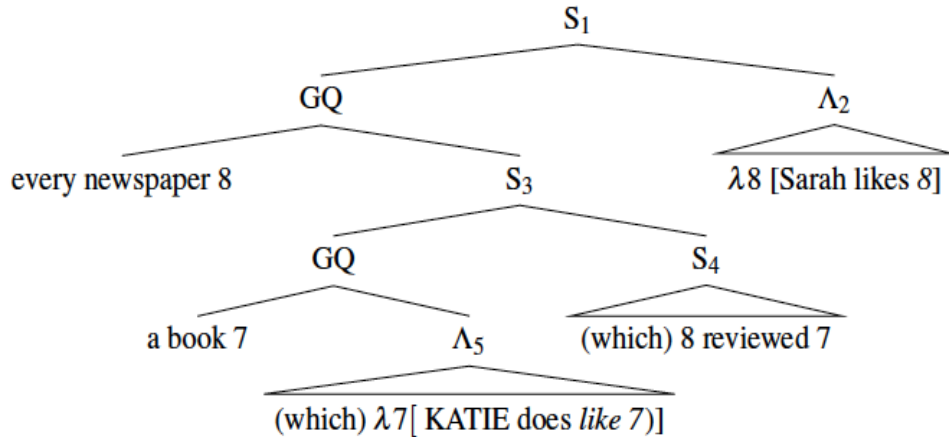 S₁
GQ Λ₂
every newspaper 8 S₃ λ8 [Sarah likes 8]
GQ S₄
a book 7 Λ₅ (which) 8 reviewed 7
(which) λ7[ KATIE does like 7)]